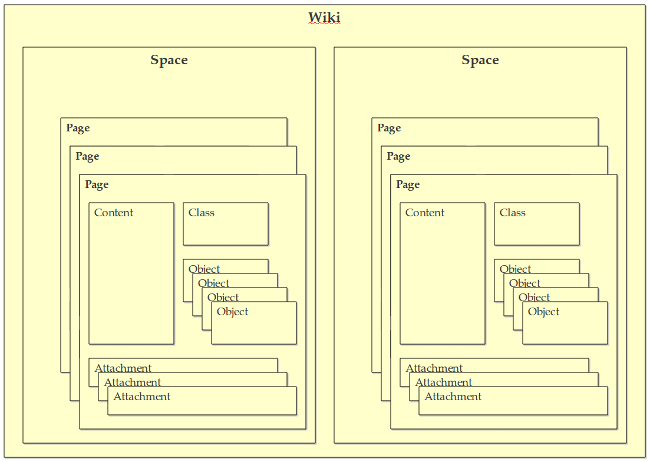 Wiki
Space
Page
Page
Page
Content
Class
Object
Object
Object
Object
Attachment
Attachment
Attachment
Space
Page
Page
Page
Content
Class
Object
Object
Object
Object
Attachment
Attachment
Attachment